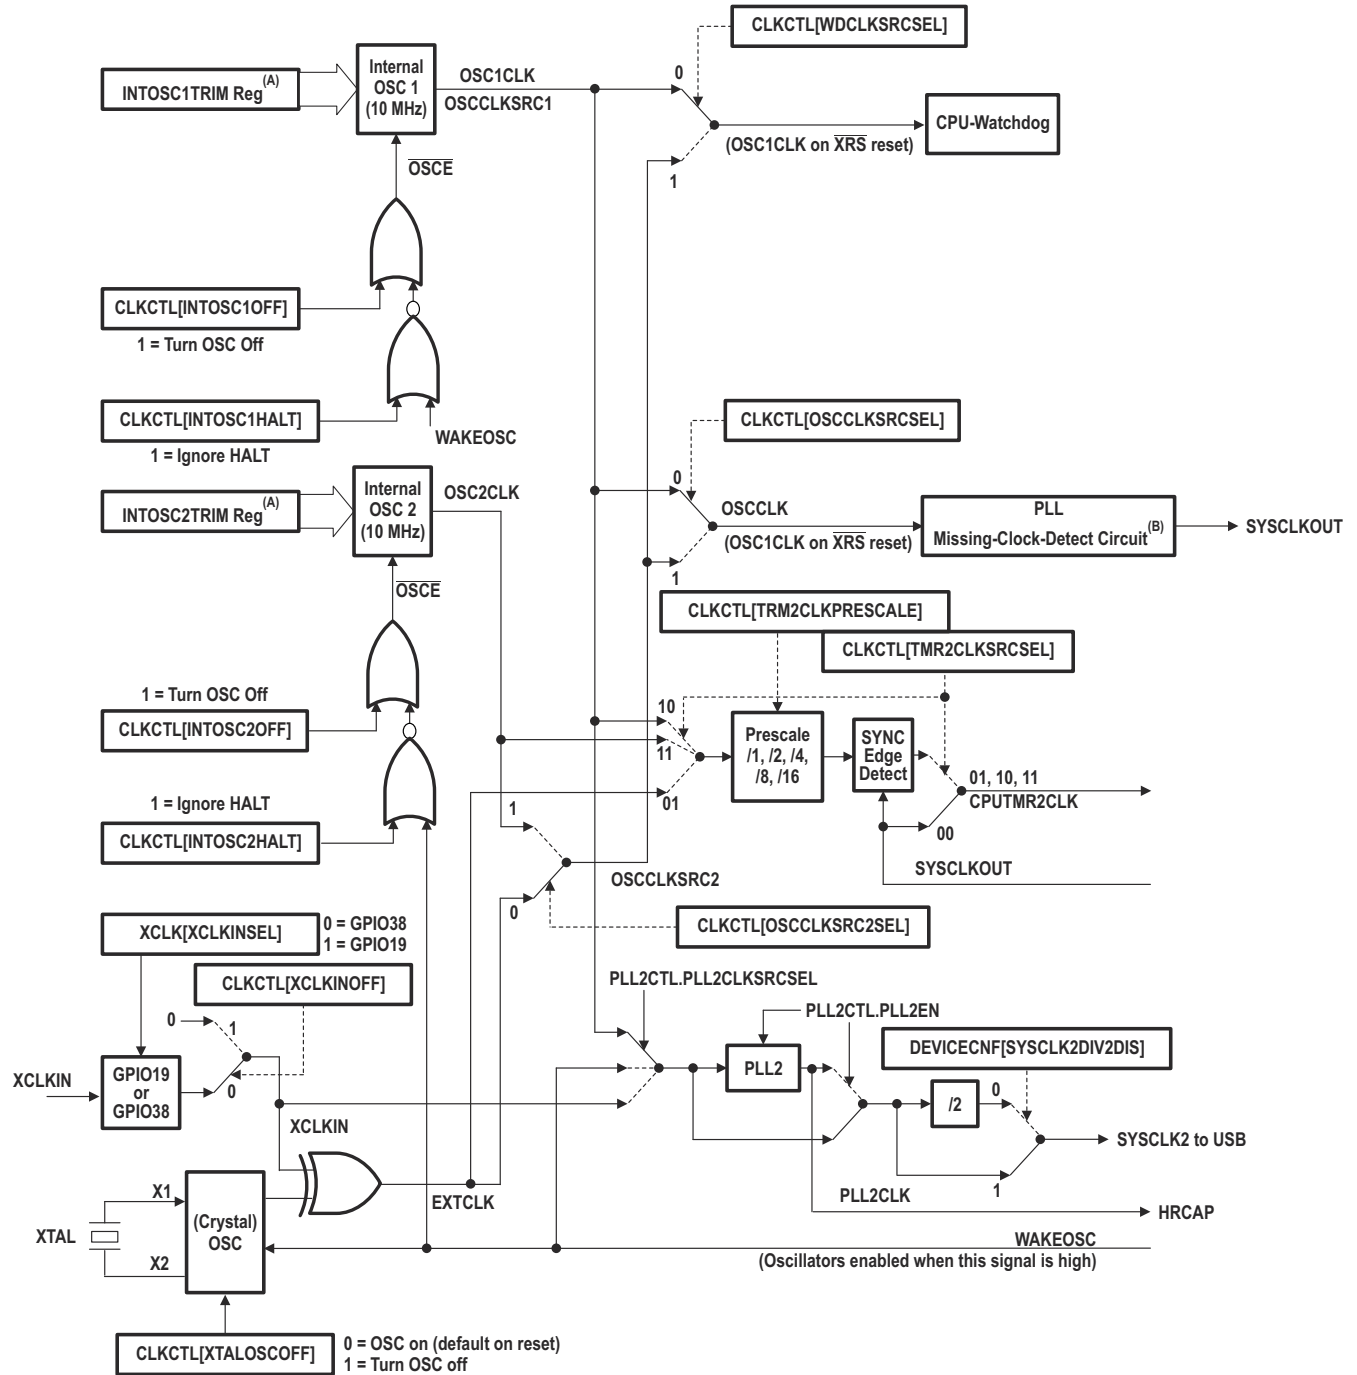 CLKCTL[WDCLKSRCSEL]
Internal
OSC 1
(10 MHz)
INTOSC1TRIM Reg(A)
OSC1CLK
OSCCLKSRC1
0
CPU-Watchdog
(OSC1CLK on XRS reset)
1
OSCE
CLKCTL[INTOSC1OFF]
1 = Turn OSC Off
CLKCTL[INTOSC1HALT]
1 = Ignore HALT
WAKEOSC
CLKCTL[OSCCLKSRCSEL]
Internal
OSC 2
(10 MHz)
INTOSC2TRIM Reg(A)
OSC2CLK
0
OSCCLK
(OSC1CLK on XRS reset)
1
PLL
Missing-Clock-Detect Circuit(B)
SYSCLKOUT
OSCE
CLKCTL[TRM2CLKPRESCALE]
CLKCTL[TMR2CLKSRCSEL]
1 = Turn OSC Off
CLKCTL[INTOSC2OFF]
10
11
01
Prescale
/1, /2, /4,
/8, /16
SYNC
Edge
Detect
01, 10, 11
CPUTMR2CLK
00
SYSCLKOUT
1 = Ignore HALT
CLKCTL[INTOSC2HALT]
1
0
OSCCLKSRC2
CLKCTL[OSCCLKSRC2SEL]
XCLK[XCLKINSEL]
0 = GPIO38
1 = GPIO19
CLKCTL[XCLKINOFF]
0
1
0
XCLKIN
GPIO19
or
GPIO38
XCLKIN
PLL2CTL.PLL2CLKSRCSEL
PLL2CTL.PLL2EN
DEVICECNF[SYSCLK2DIV2DIS]
PLL2
/2
0
1
SYSCLK2 to USB
PLL2CLK
HRCAP
EXTCLK
XTAL
X1
X2
(Crystal)
OSC
WAKEOSC
(Oscillators enabled when this signal is high)
CLKCTL[XTALOSCOFF]
0 = OSC on (default on reset)
1 = Turn OSC off